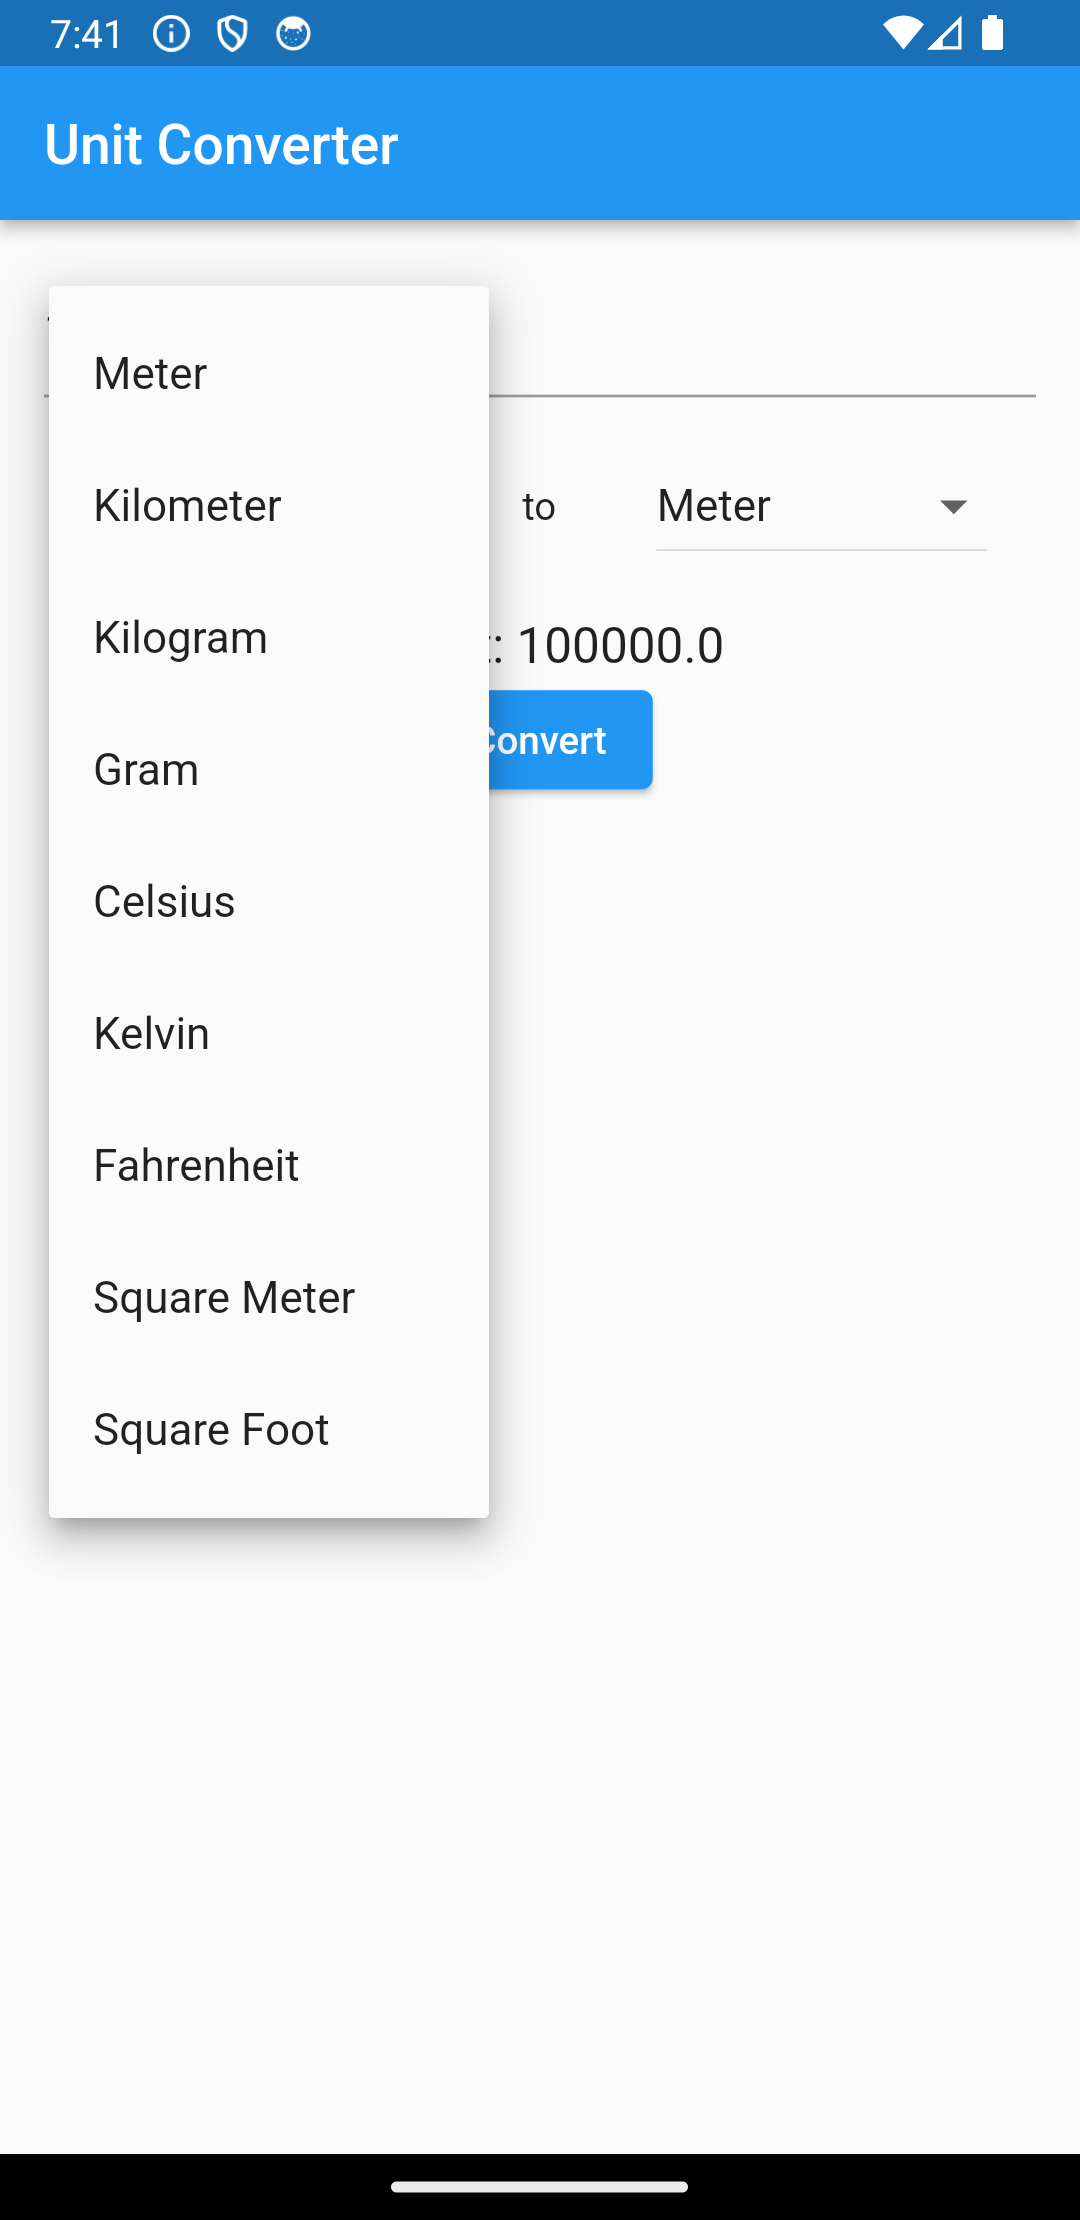 7:41
Unit Converter
Meter
Kilometer
to
Meter
Kilogram
: 100000.0
Convert
Gram
Celsius
Kelvin
Fahrenheit
Square Meter
Square Foot